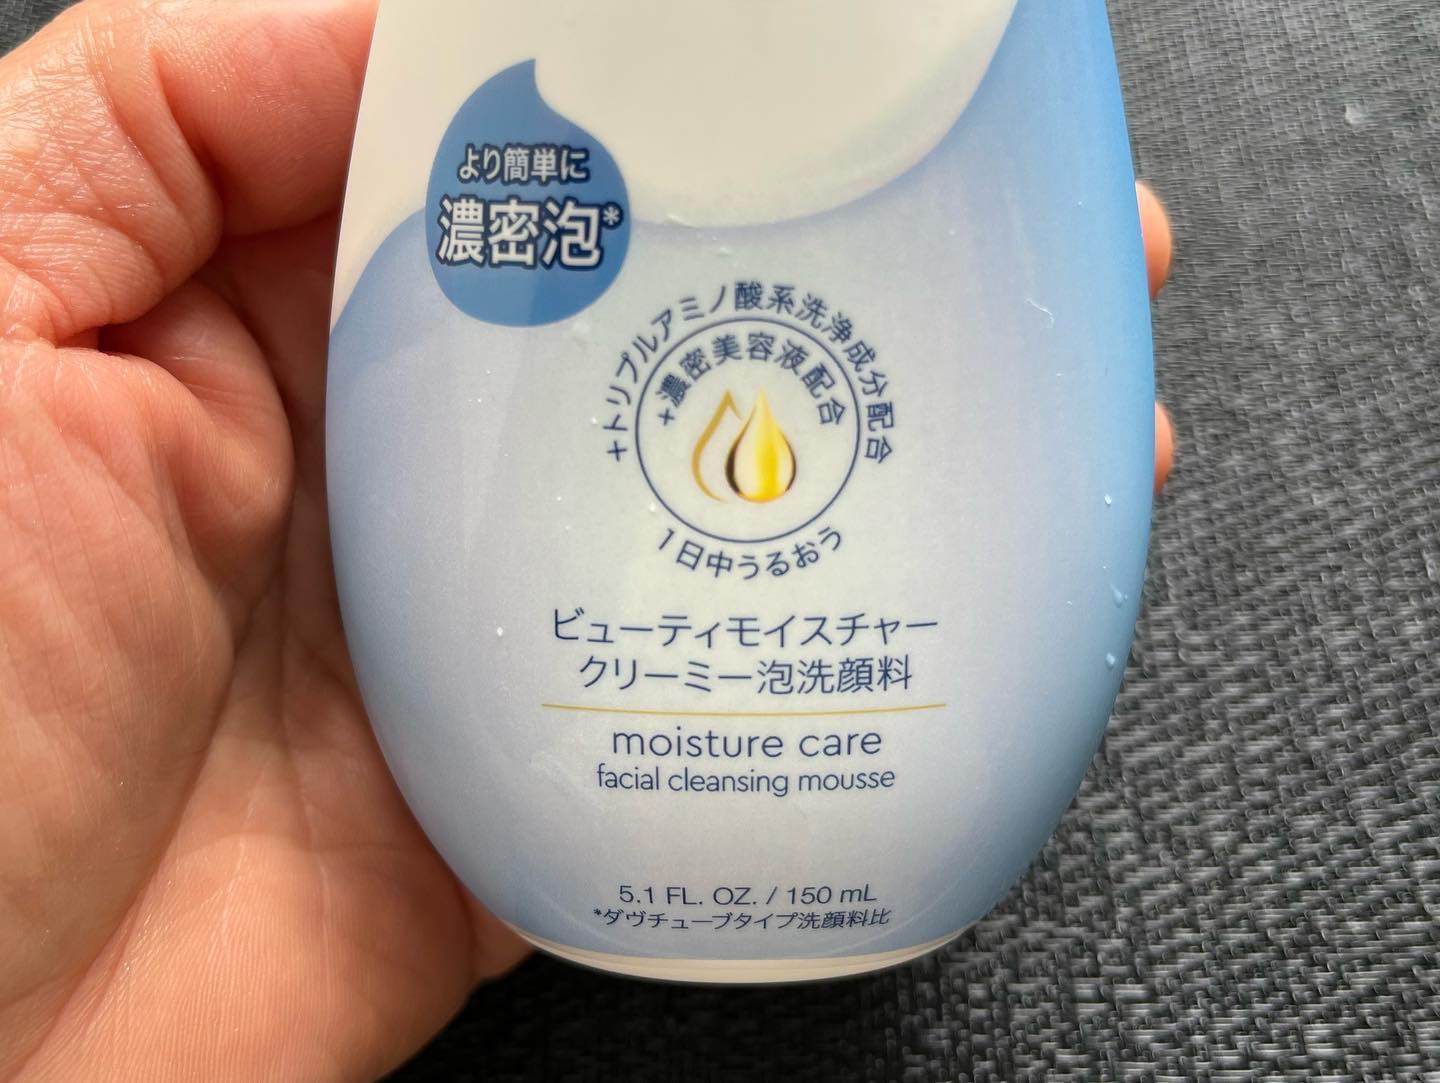 より簡単に
濃密泡*
+トリプルアミノ酸系洗浄成分配合
+濃密美容液配合
1日中うるおう
ビューティモイスチャー
クリーミー泡洗顔料
moisture care
facial cleansing mousse
5.1 FL. OZ. / 150 mL
*ダヴチューブタイプ洗顔料比